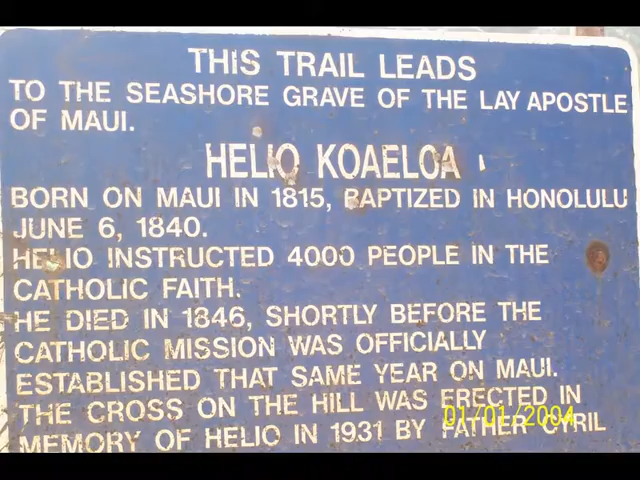 THIS TRAIL LEADS
TO THE SEASHORE GRAVE OF THE LAY APOSTLE
OF MAUI.
HELIO KOAELOA
BORN ON MAUI IN 1815, BAPTIZED IN HONOLULU
JUNE 6, 1840.
HELIO INSTRUCTED 4000 PEOPLE IN THE
CATHOLIC FAITH.
HE DIED IN 1846, SHORTLY BEFORE THE
CATHOLIC MISSION WAS OFFICIALLY
ESTABLISHED THAT SAME YEAR ON MAUI.
THE CROSS ON THE HILL WAS ERECTED IN
MEMORY OF HELIO IN 1931 BY FATHER CYRIL
01/01/2004